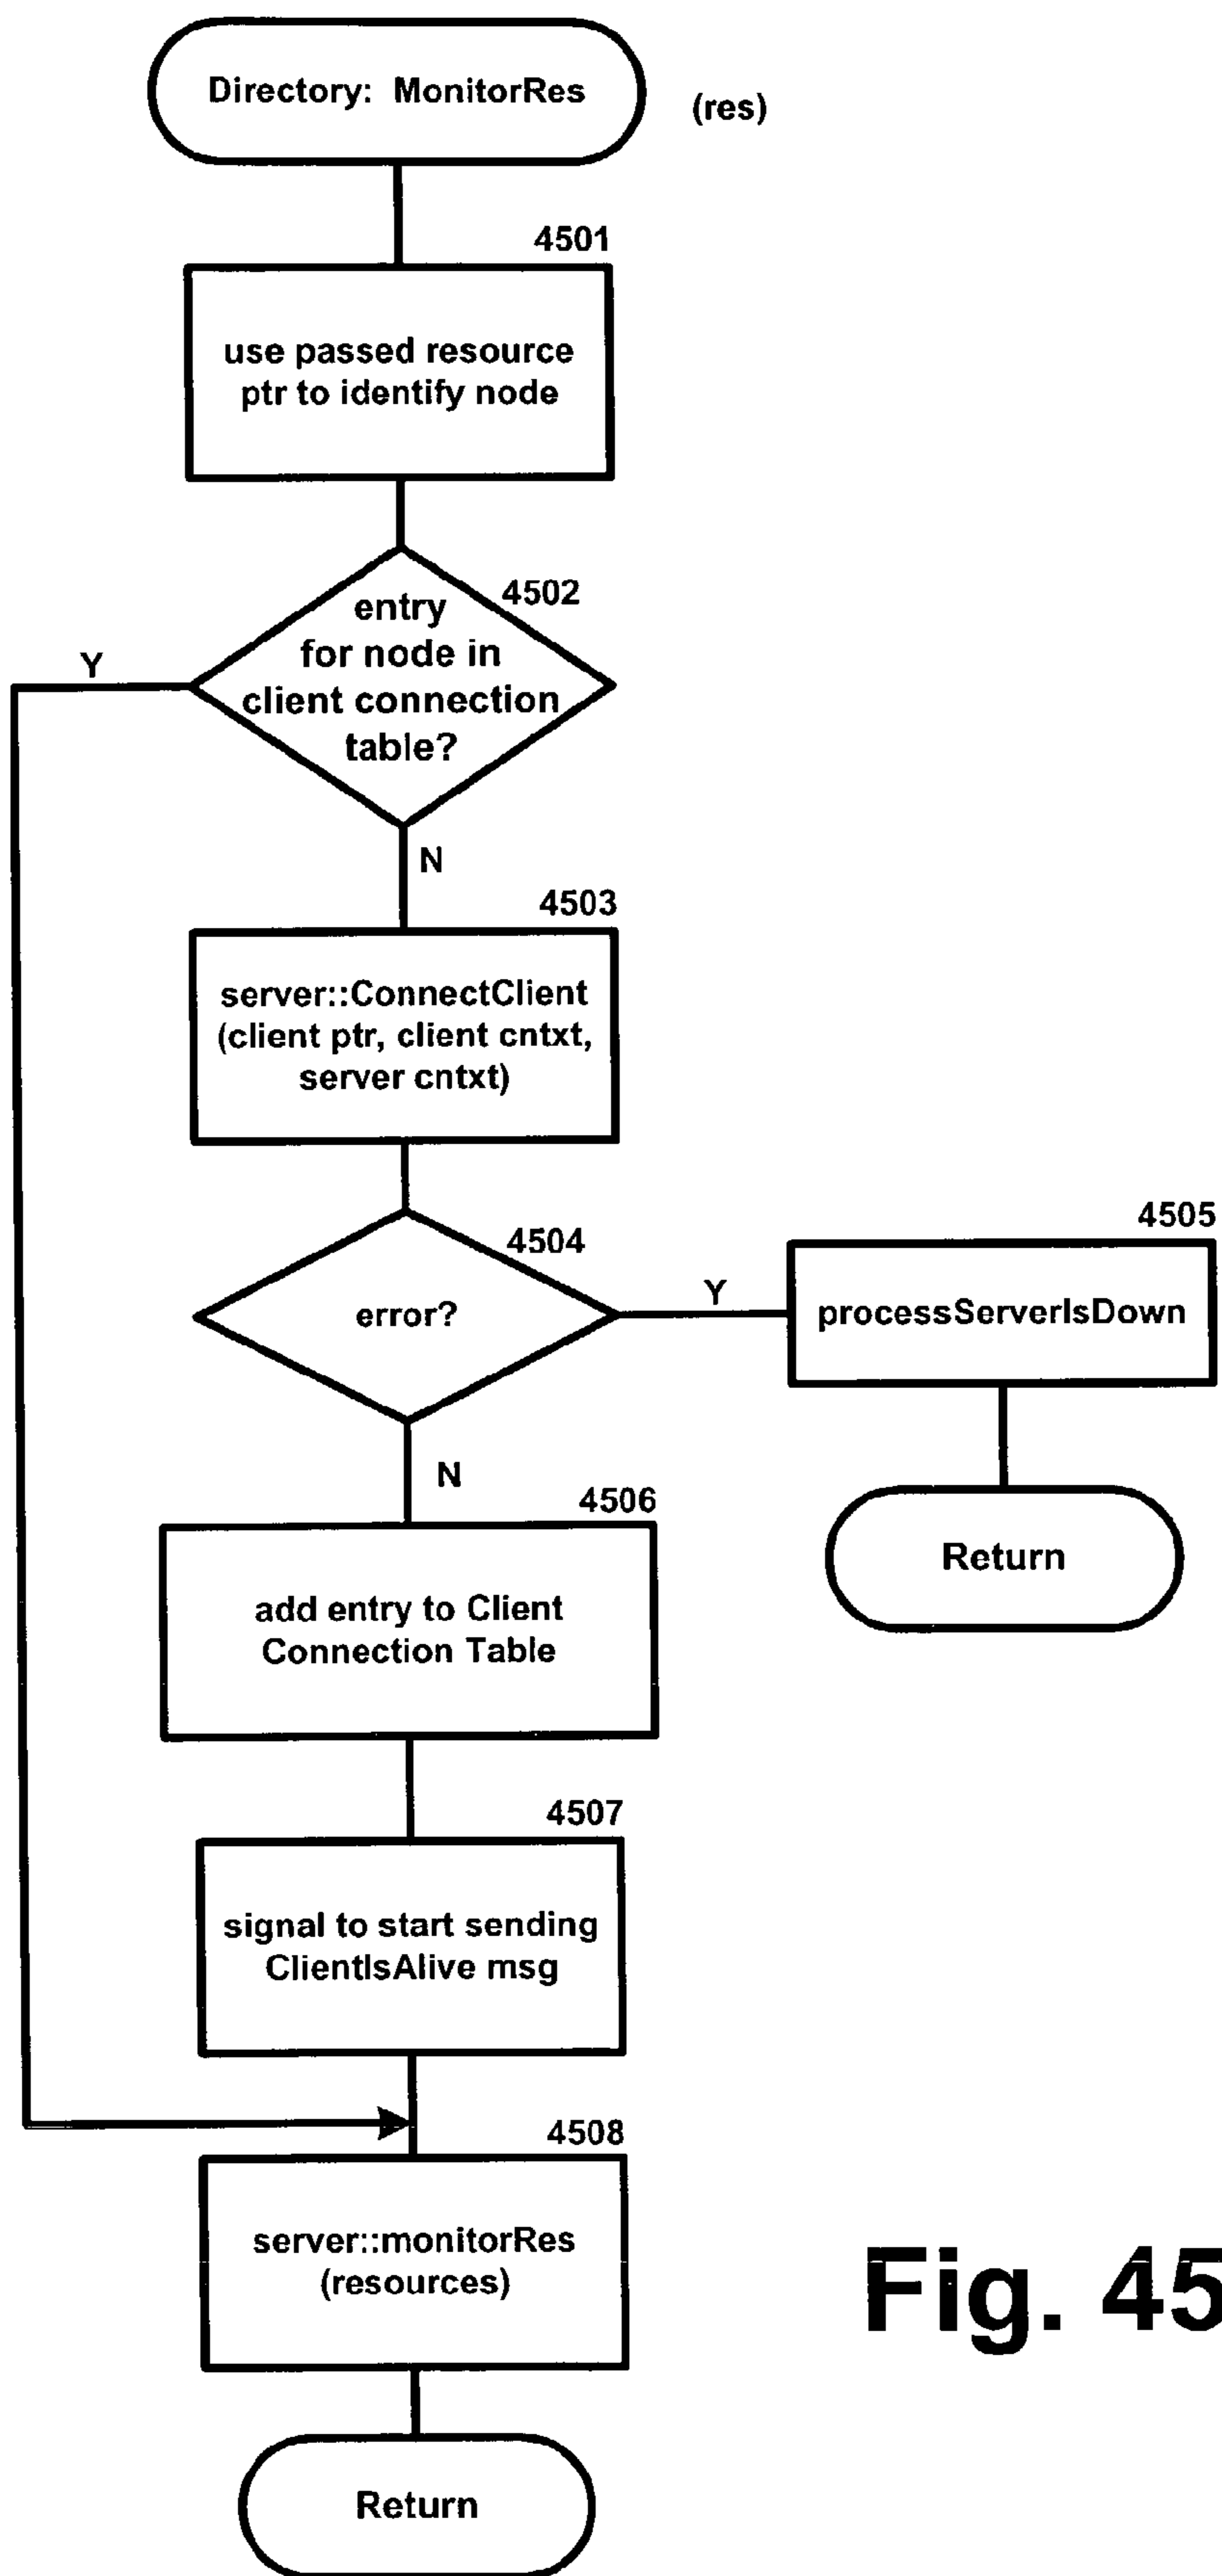 Directory: MonitorRes
(res)
4501
use passed resource
ptr to identify node
4502
entry
for node in
client connection
table?
Y
N
4503
server::ConnectClient
(client ptr, client cntxt,
server cntxt)
4504
error?
Y
4505
processServerIsDown
Return
N
4506
add entry to Client
Connection Table
4507
signal to start sending
ClientIsAlive msg
4508
server::monitorRes
(resources)
Return
Fig. 45